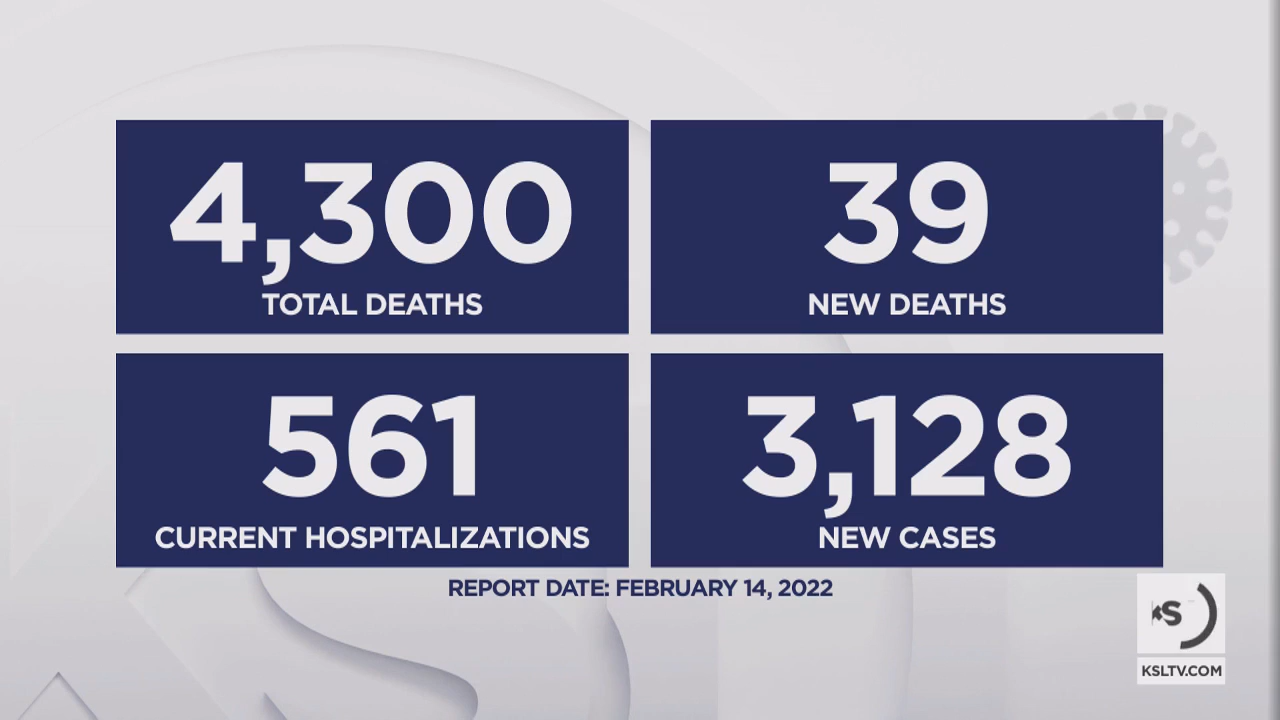 4,300
TOTAL DEATHS
39
NEW DEATHS
561
CURRENT HOSPITALIZATIONS
3,128
NEW CASES
REPORT DATE: FEBRUARY 14, 2022
KSLTV.COM